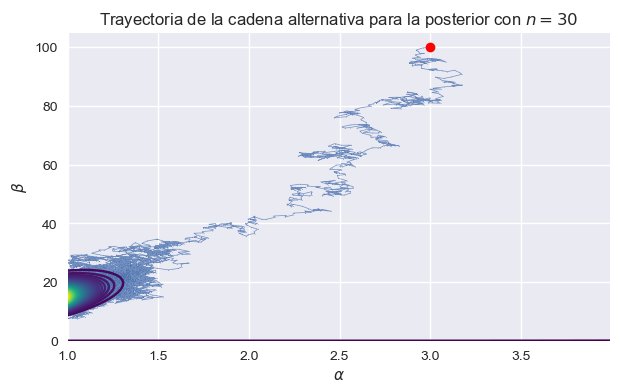 Trayectoria de la cadena alternativa para la posterior con n = 30
100
80
60
β
40
20
0
1.0 1.5 2.0 2.5 3.0 3.5
α